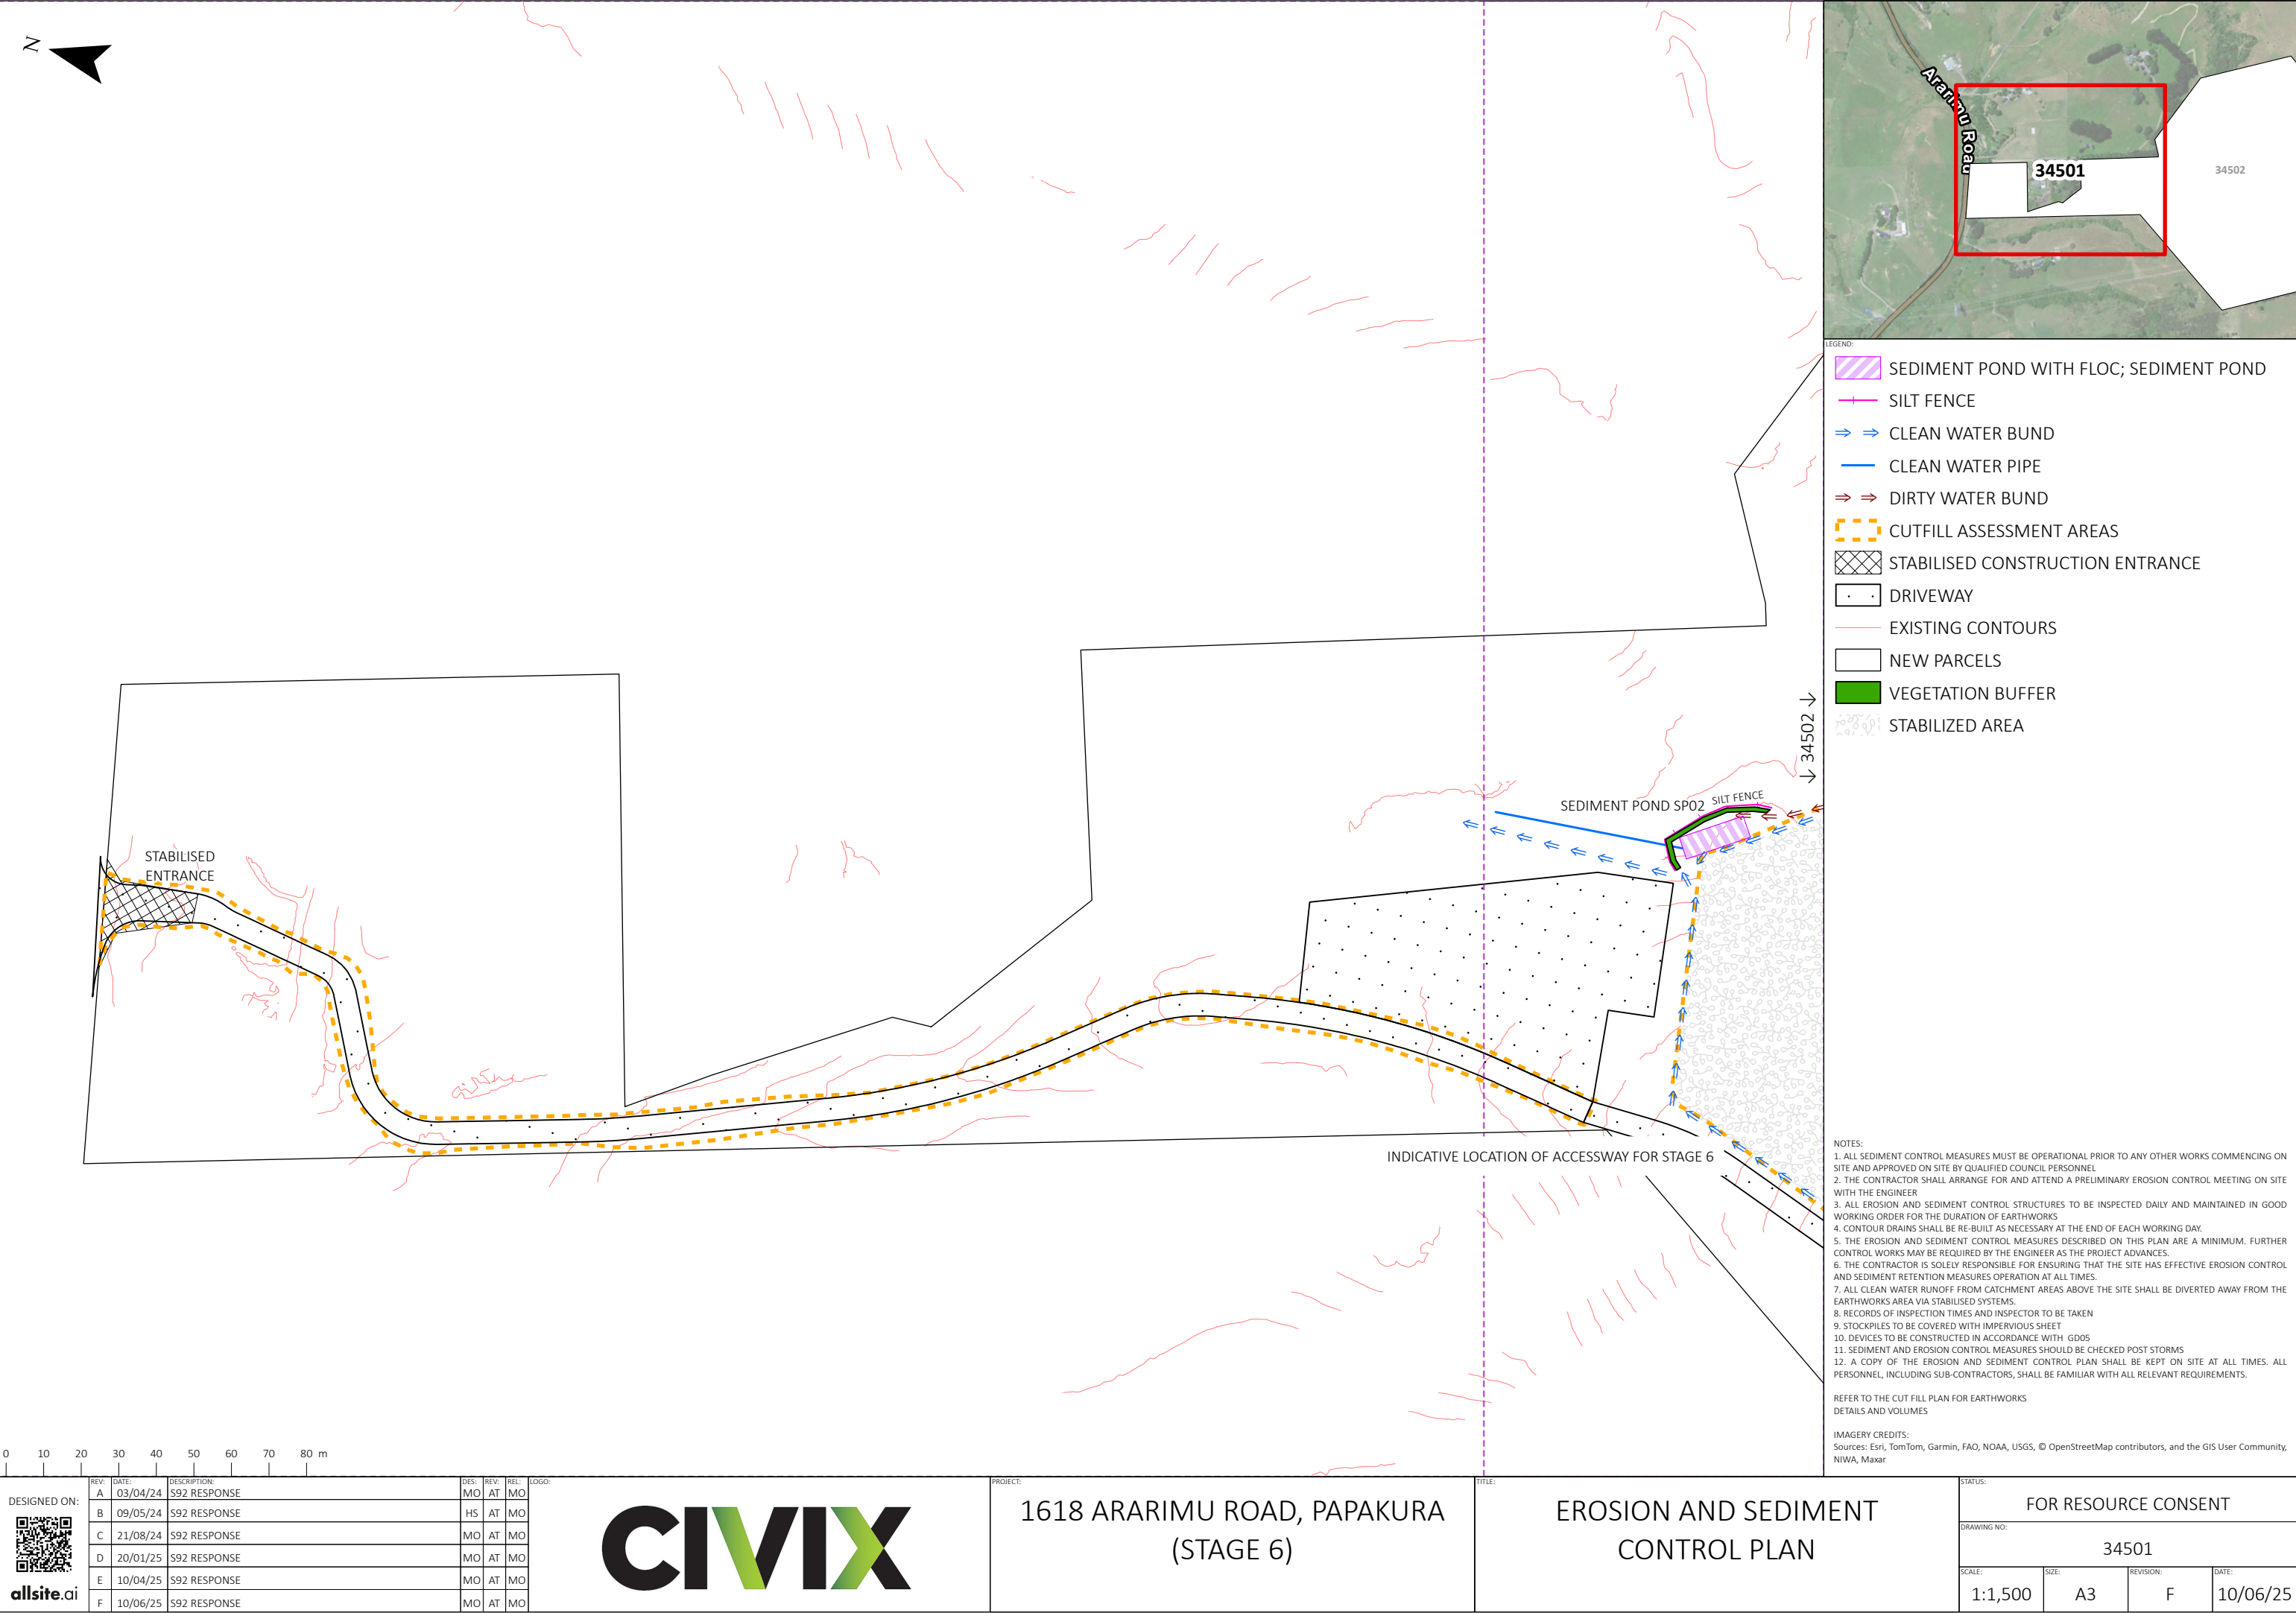 N
Ararimu Road
34501
34502
LEGEND:
SEDIMENT POND WITH FLOC; SEDIMENT POND
SILT FENCE
CLEAN WATER BUND
CLEAN WATER PIPE
DIRTY WATER BUND
CUTFILL ASSESSMENT AREAS
STABILISED CONSTRUCTION ENTRANCE
DRIVEWAY
EXISTING CONTOURS
NEW PARCELS
VEGETATION BUFFER
STABILIZED AREA
34502
SEDIMENT POND SP02
SILT FENCE
STABILISED
ENTRANCE
INDICATIVE LOCATION OF ACCESSWAY FOR STAGE 6
NOTES:
1. ALL SEDIMENT CONTROL MEASURES MUST BE OPERATIONAL PRIOR TO ANY OTHER WORKS COMMENCING ON
SITE AND APPROVED ON SITE BY QUALIFIED COUNCIL PERSONNEL
2. THE CONTRACTOR SHALL ARRANGE FOR AND ATTEND A PRELIMINARY EROSION CONTROL MEETING ON SITE
WITH THE ENGINEER
3. ALL EROSION AND SEDIMENT CONTROL STRUCTURES TO BE INSPECTED DAILY AND MAINTAINED IN GOOD
WORKING ORDER FOR THE DURATION OF EARTHWORKS
4. CONTOUR DRAINS SHALL BE RE-BUILT AS NECESSARY AT THE END OF EACH WORKING DAY.
5. THE EROSION AND SEDIMENT CONTROL MEASURES DESCRIBED ON THIS PLAN ARE A MINIMUM. FURTHER
CONTROL WORKS MAY BE REQUIRED BY THE ENGINEER AS THE PROJECT ADVANCES.
6. THE CONTRACTOR IS SOLELY RESPONSIBLE FOR ENSURING THAT THE SITE HAS EFFECTIVE EROSION CONTROL
AND SEDIMENT RETENTION MEASURES OPERATION AT ALL TIMES.
7. ALL CLEAN WATER RUNOFF FROM CATCHMENT AREAS ABOVE THE SITE SHALL BE DIVERTED AWAY FROM THE
EARTHWORKS AREA VIA STABILISED SYSTEMS.
8. RECORDS OF INSPECTION TIMES AND INSPECTOR TO BE TAKEN
9. STOCKPILES TO BE COVERED WITH IMPERVIOUS SHEET
10. DEVICES TO BE CONSTRUCTED IN ACCORDANCE WITH GD05
11. SEDIMENT AND EROSION CONTROL MEASURES SHOULD BE CHECKED POST STORMS
12. A COPY OF THE EROSION AND SEDIMENT CONTROL PLAN SHALL BE KEPT ON SITE AT ALL TIMES. ALL
PERSONNEL, INCLUDING SUB-CONTRACTORS, SHALL BE FAMILIAR WITH ALL RELEVANT REQUIREMENTS.
REFER TO THE CUT FILL PLAN FOR EARTHWORKS
DETAILS AND VOLUMES
IMAGERY CREDITS:
Sources: Esri, TomTom, Garmin, FAO, NOAA, USGS, © OpenStreetMap contributors, and the GIS User Community,
NIWA, Maxar
0 10 20 30 40 50 60 70 80 m
DESIGNED ON:
allsite.ai
REV: DATE: DESCRIPTION: DES: REV: REL:
A 03/04/24 S92 RESPONSE MO AT MO
B 09/05/24 S92 RESPONSE HS AT MO
C 21/08/24 S92 RESPONSE MO AT MO
D 20/01/25 S92 RESPONSE MO AT MO
E 10/04/25 S92 RESPONSE MO AT MO
F 10/06/25 S92 RESPONSE MO AT MO
LOGO:
CIVIX
PROJECT:
1618 ARARIMU ROAD, PAPAKURA
(STAGE 6)
TITLE:
EROSION AND SEDIMENT
CONTROL PLAN
STATUS:
FOR RESOURCE CONSENT
DRAWING NO:
34501
SCALE: SIZE: REVISION: DATE:
1:1,500 A3 F 10/06/25